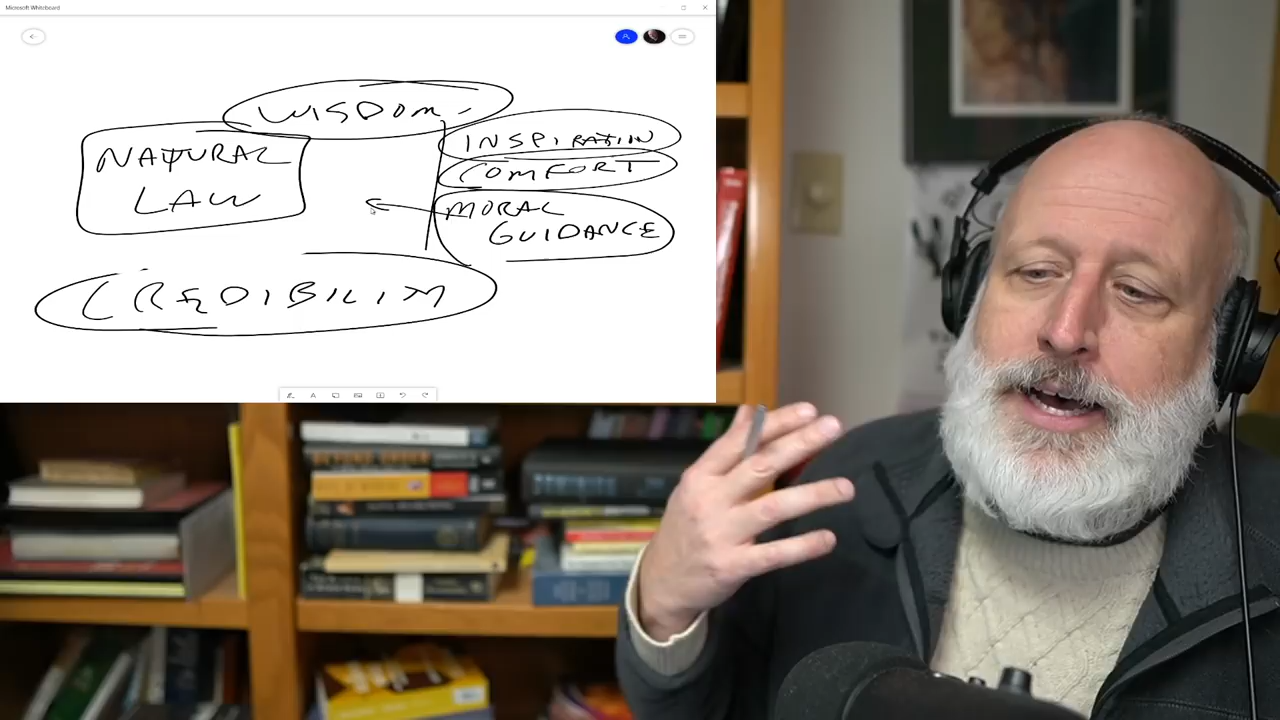 Microsoft Whiteboard
WISDOM
INSPIRATION
NATURAL
LAW
COMFORT
MORAL
GUIDANCE
CREDIBILITY